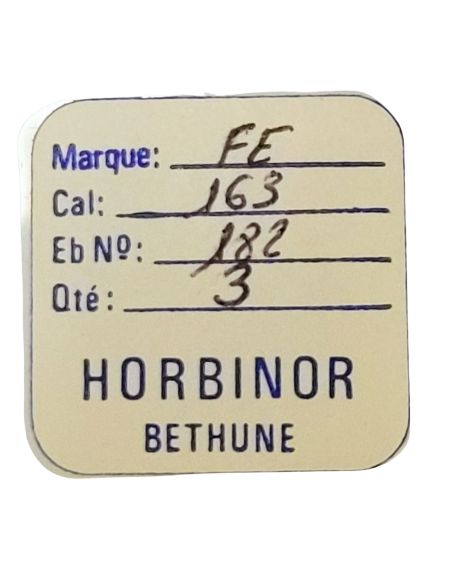 Marque: FE
Cal: 163
Eb Nº: 182
Qté: 3
HORBINOR
BETHUNE